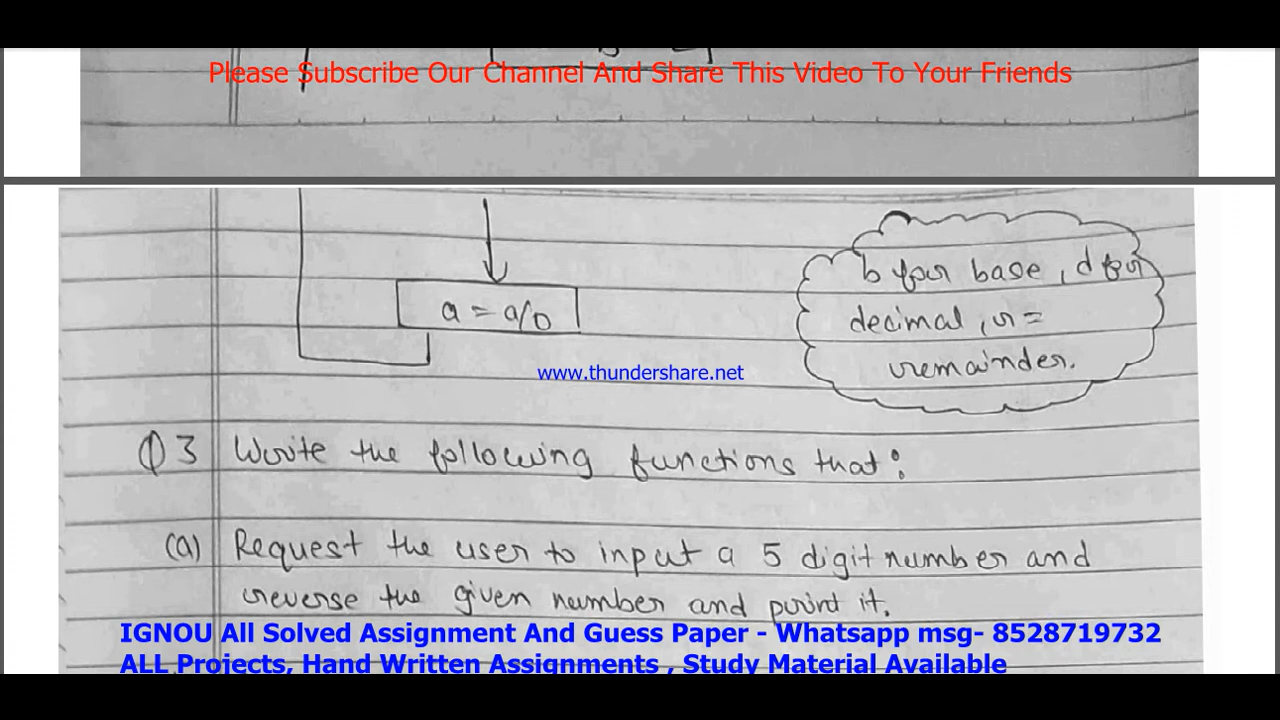 Please Subscribe Our Channel And Share This Video To Your Friends
b for base, d for
decimal, r =
remainder.
a = a/0
www.thundershare.net
Q3 Write the following functions that:
(a) Request the user to input a 5 digit number and
reverse the given number and print it.
IGNOU All Solved Assignment And Guess Paper - Whatsapp msg- 8528719732
ALL Projects, Hand Written Assignments , Study Material Available